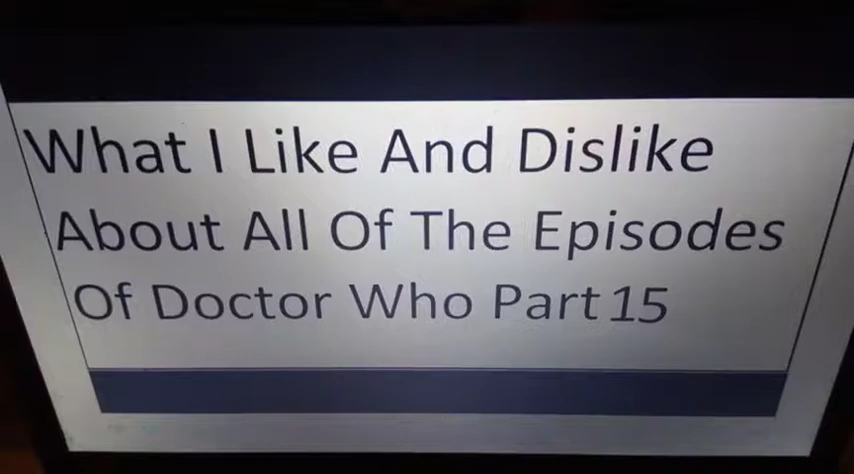 What I Like And Dislike
About All Of The Episodes
Of Doctor Who Part 15